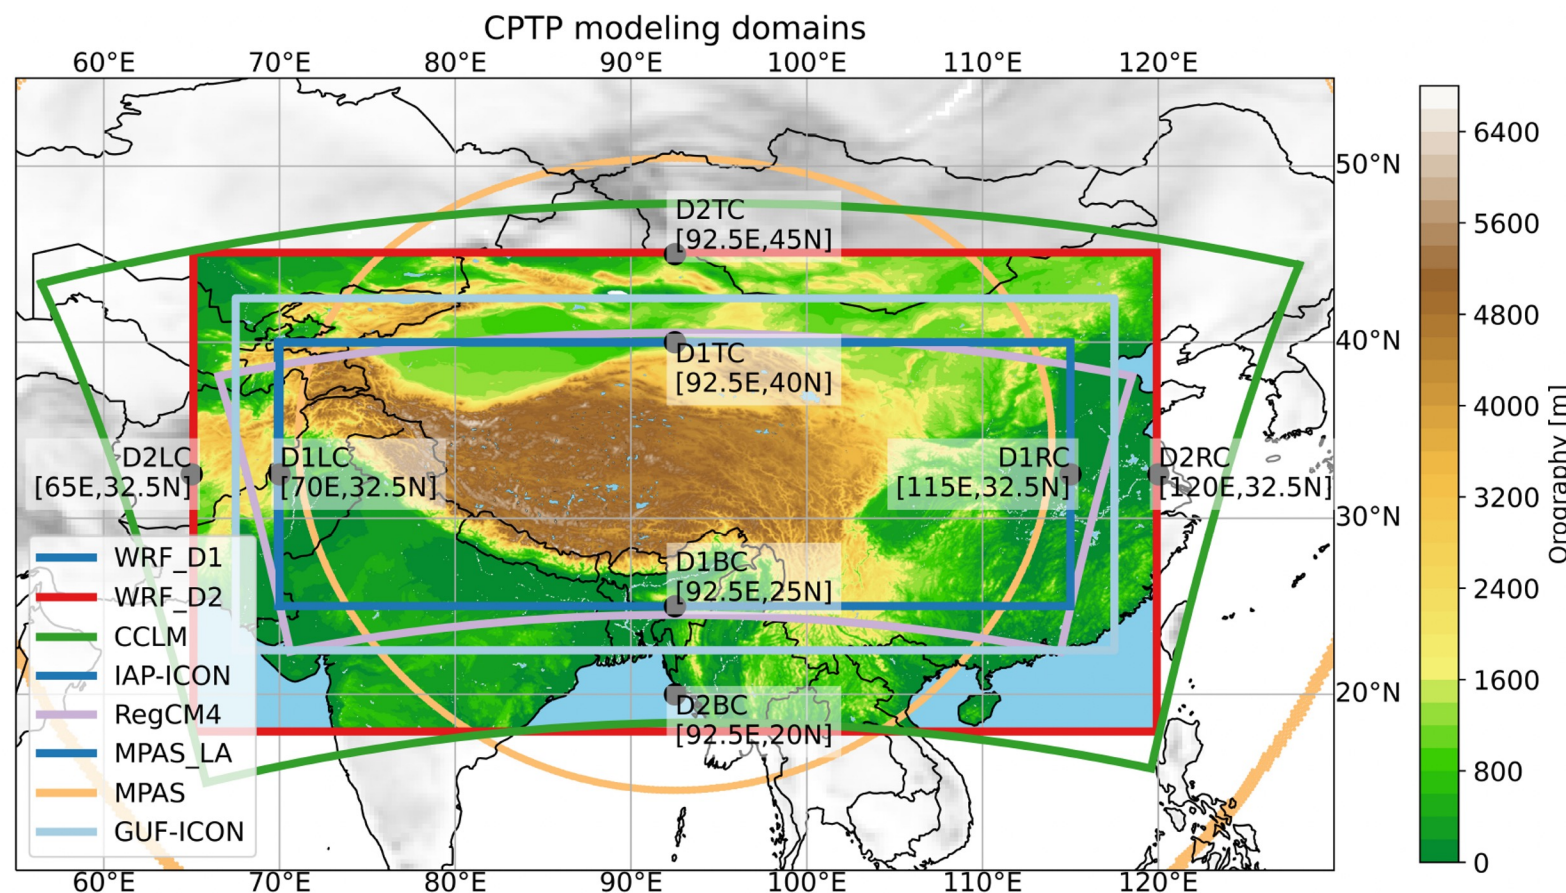 CPTP modeling domains
60°E 70°E 80°E 90°E 100°E 110°E 120°E
50°N
40°N
30°N
20°N
D2TC
[92.5E,45N]
D1TC
[92.5E,40N]
D2LC
[65E,32.5N]
D1LC
[70E,32.5N]
D1RC
[115E,32.5N]
D2RC
[120E,32.5N]
D1BC
[92.5E,25N]
D2BC
[92.5E,20N]
WRF_D1
WRF_D2
CCLM
IAP-ICON
RegCM4
MPAS_LA
MPAS
GUF-ICON
60°E 70°E 80°E 90°E 100°E 110°E 120°E
6400
5600
4800
4000
3200
2400
1600
800
0
Orography [m]